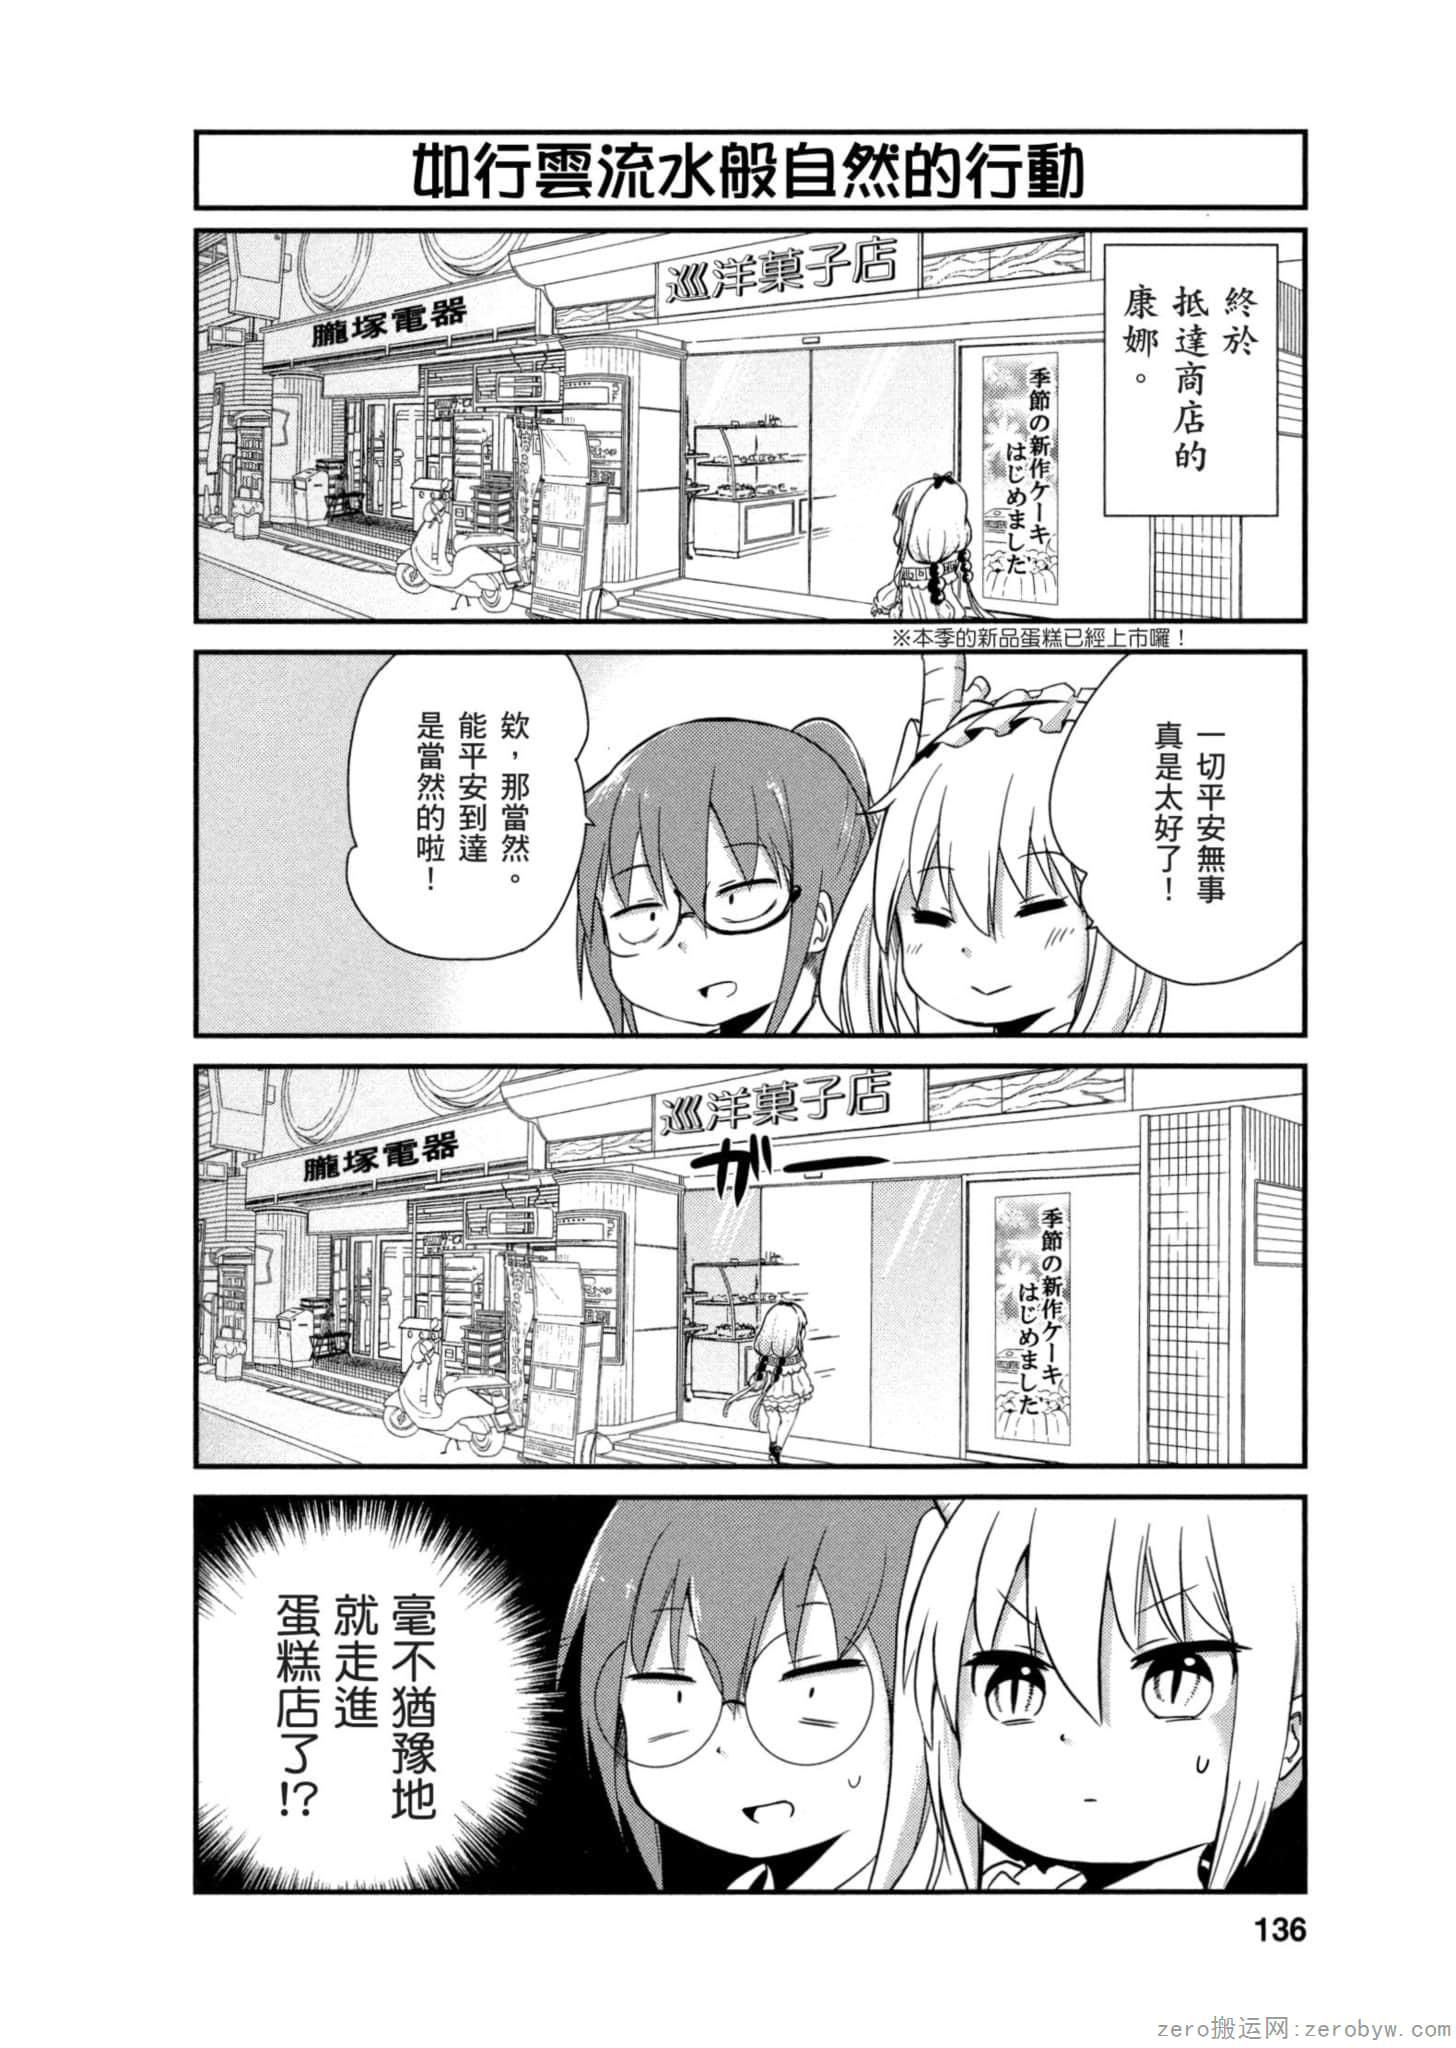 如行雲流水般自然的行動
終於
抵達商店的
康娜。
巡洋菓子店
朧塚電器
季節の新作ケーキ
はじめました
※本季的新品蛋糕已經上市囉！
一切平安無事
真是太好了！
欸，那當然。
能平安到達
是當然的啦！
巡洋菓子店
朧塚電器
ガー
季節の新作ケーキ
はじめました
毫不猶豫地
就走進
蛋糕店了!?
136
zero搬运网:zerobyw.com